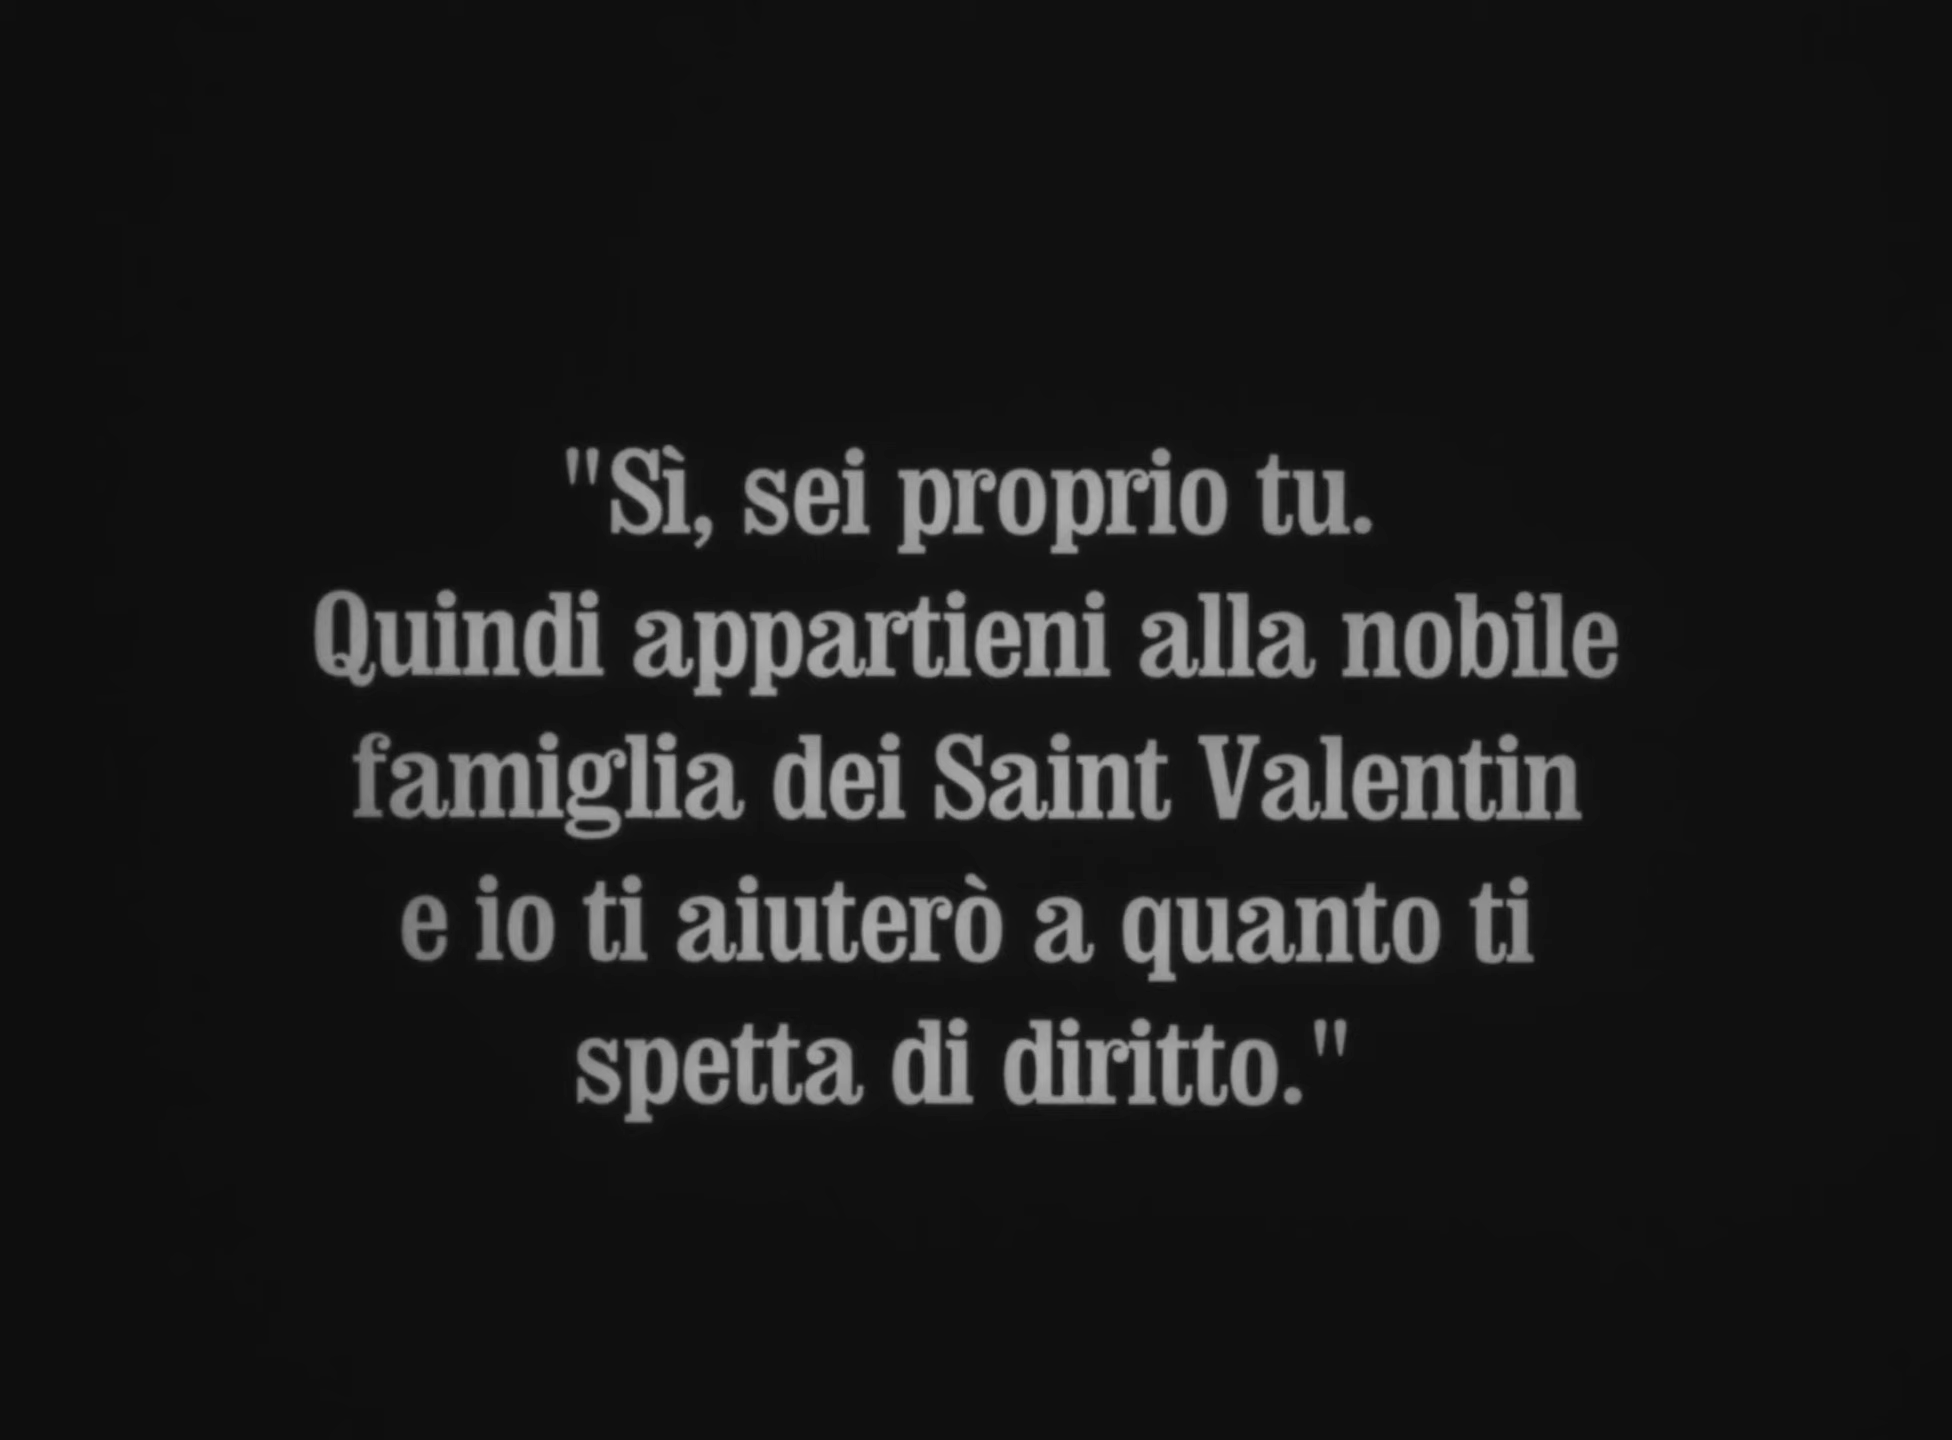 "Sì, sei proprio tu.
Quindi appartieni alla nobile
famiglia dei Saint Valentin
e io ti aiuterò a quanto ti
spetta di diritto."